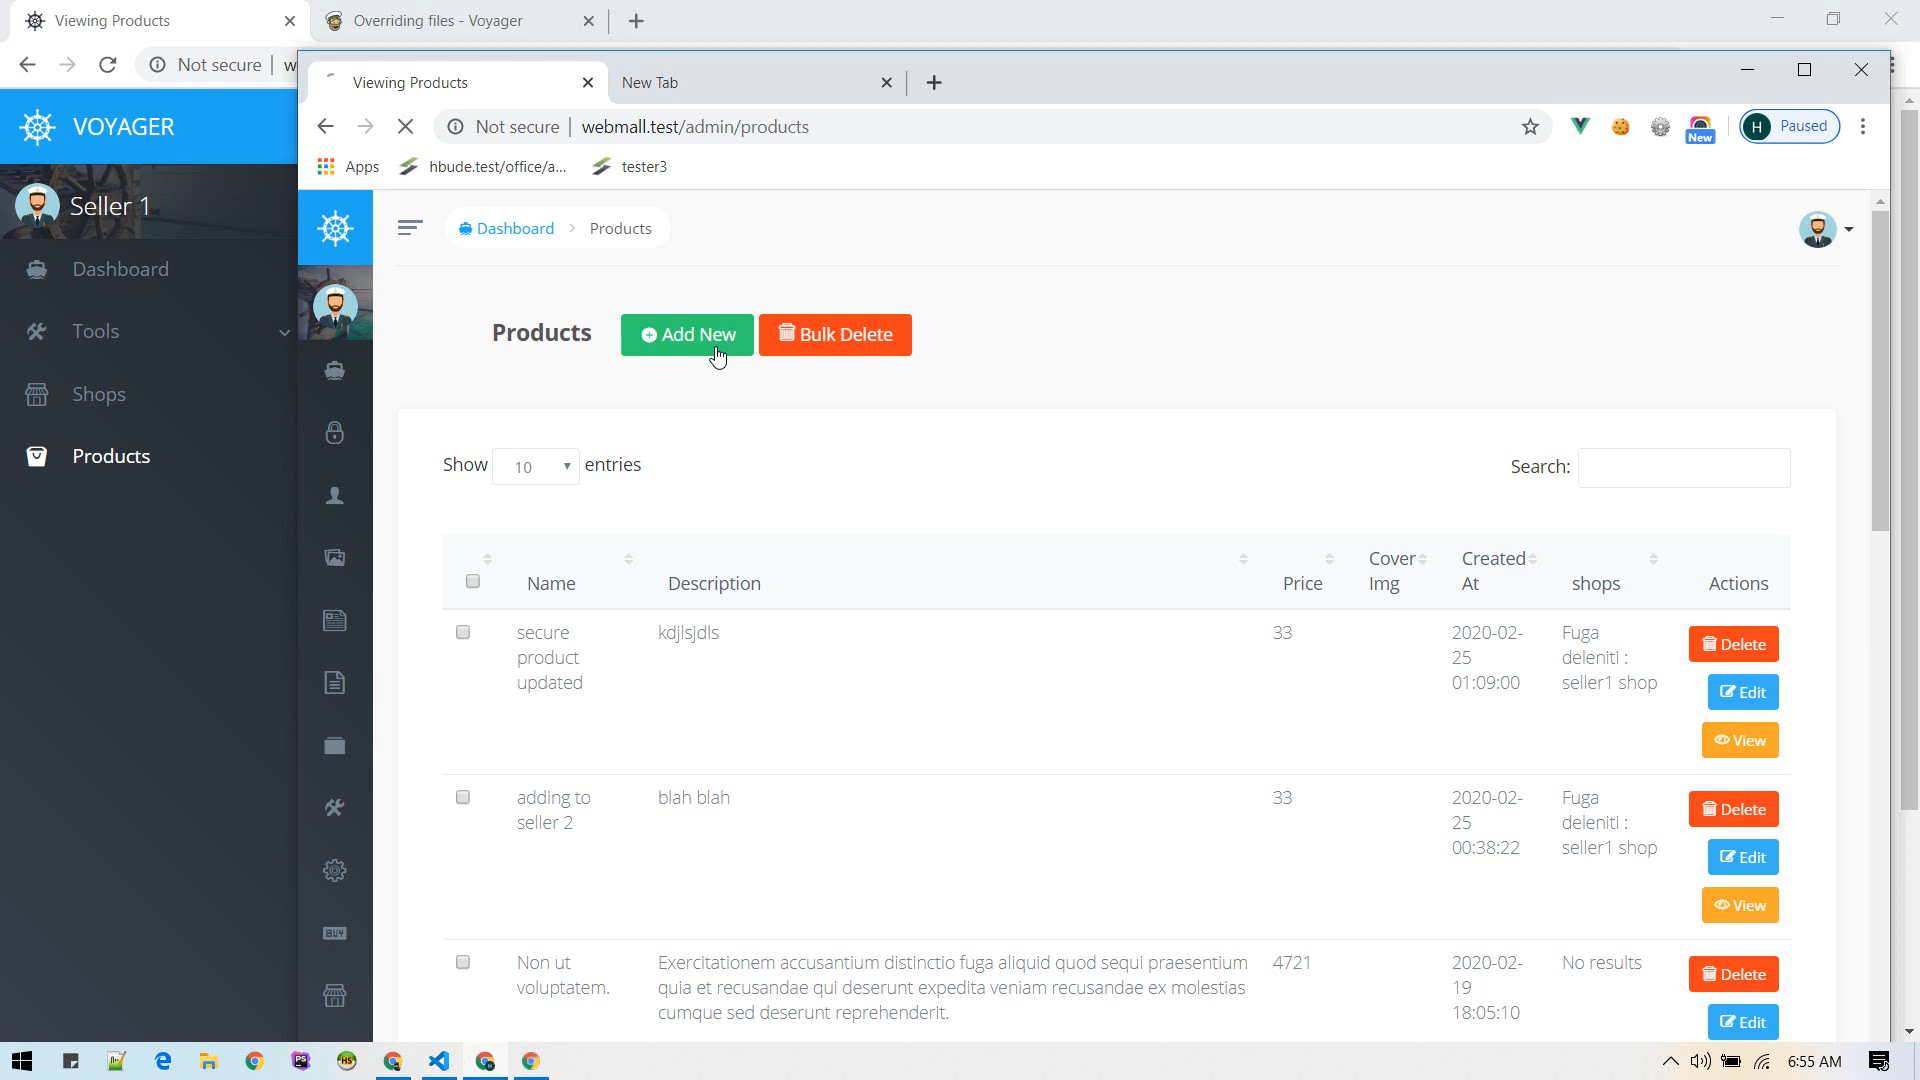 Viewing Products
Overriding files - Voyager
Not secure
w
VOYAGER
Seller 1
Dashboard
Tools
Shops
Products
Viewing Products
New Tab
Not secure
webmall.test/admin/products
New
H
Paused
Apps
hbude.test/office/a...
tester3
Dashboard
Products
Products
Add New
Bulk Delete
Show 10 entries
Search:
Name
Description
Price
Cover Img
Created At
shops
Actions
secure
product
updated
kdjlsjdls
33
2020-02-
25
01:09:00
Fuga
deleniti :
seller1 shop
Delete
Edit
View
adding to
seller 2
blah blah
33
2020-02-
25
00:38:22
Fuga
deleniti :
seller1 shop
Delete
Edit
View
Non ut
voluptatem.
Exercitationem accusantium distinctio fuga aliquid quod sequi praesentium
quia et recusandae qui deserunt expedita veniam recusandae ex molestias
cumque sed deserunt reprehenderit.
4721
2020-02-
19
18:05:10
No results
Delete
Edit
BUY
PS
HS
6:55 AM